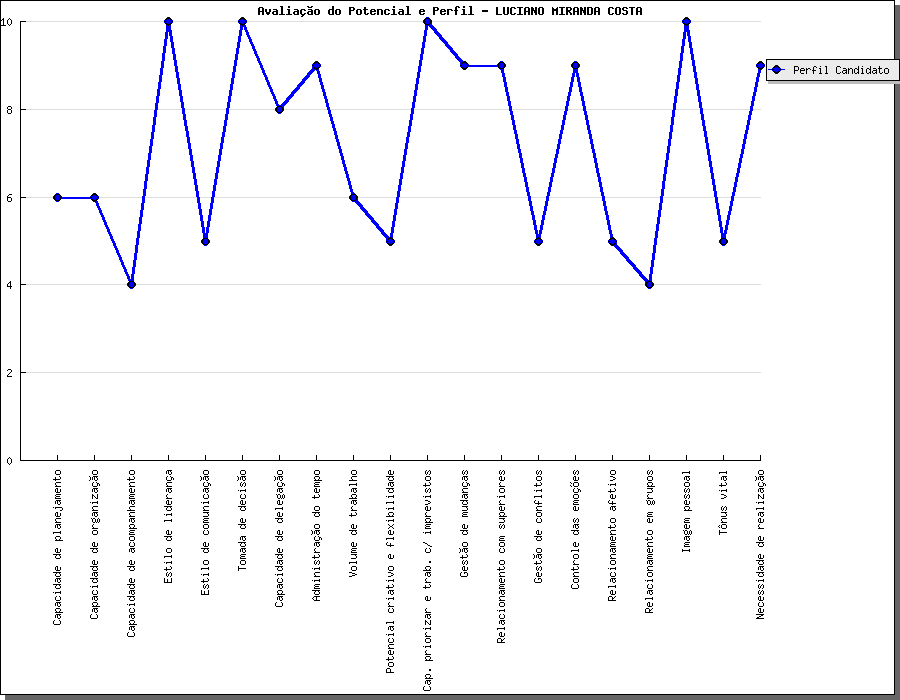 Avaliação do Potencial e Perfil - LUCIANO MIRANDA COSTA
10
8
6
4
2
0
Perfil Candidato
Capacidade de planejamento
Capacidade de organização
Capacidade de acompanhamento
Estilo de liderança
Estilo de comunicação
Tomada de decisão
Capacidade de delegação
Administração do tempo
Volume de trabalho
Potencial criativo e flexibilidade
Cap. priorizar e trab. c/ imprevistos
Gestão de mudanças
Relacionamento com superiores
Gestão de conflitos
Controle das emoções
Relacionamento afetivo
Relacionamento em grupos
Imagem pessoal
Tônus vital
Necessidade de realização